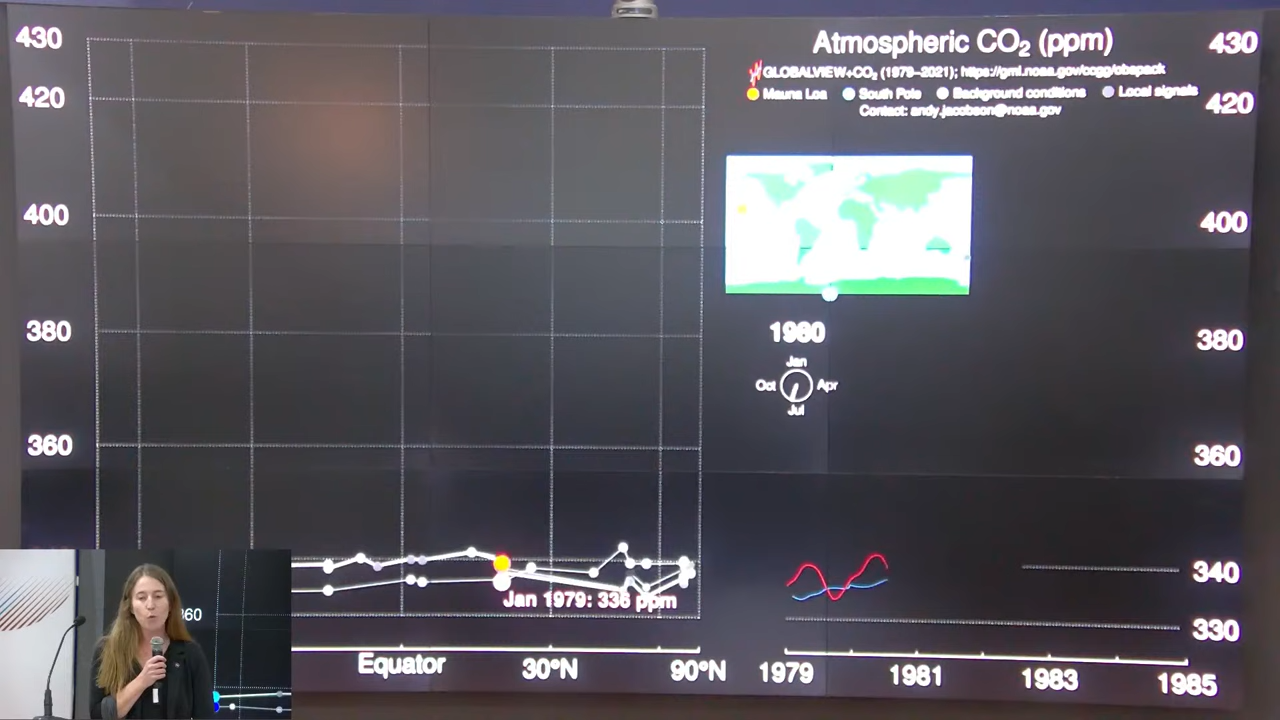 430
420
400
380
360
Equator
30°N
90°N
Jan 1979: 336 ppm
Atmospheric CO₂ (ppm)
GLOBALVIEW+CO₂ (1979–2021); https://gml.noaa.gov/ccgg/obspack
Mauna Loa South Pole Background conditions Local signals
Contact: andy.jacobson@noaa.gov
1980
Jan
Oct Apr
Jul
430
420
400
380
360
340
330
1979
1981
1983
1985
360